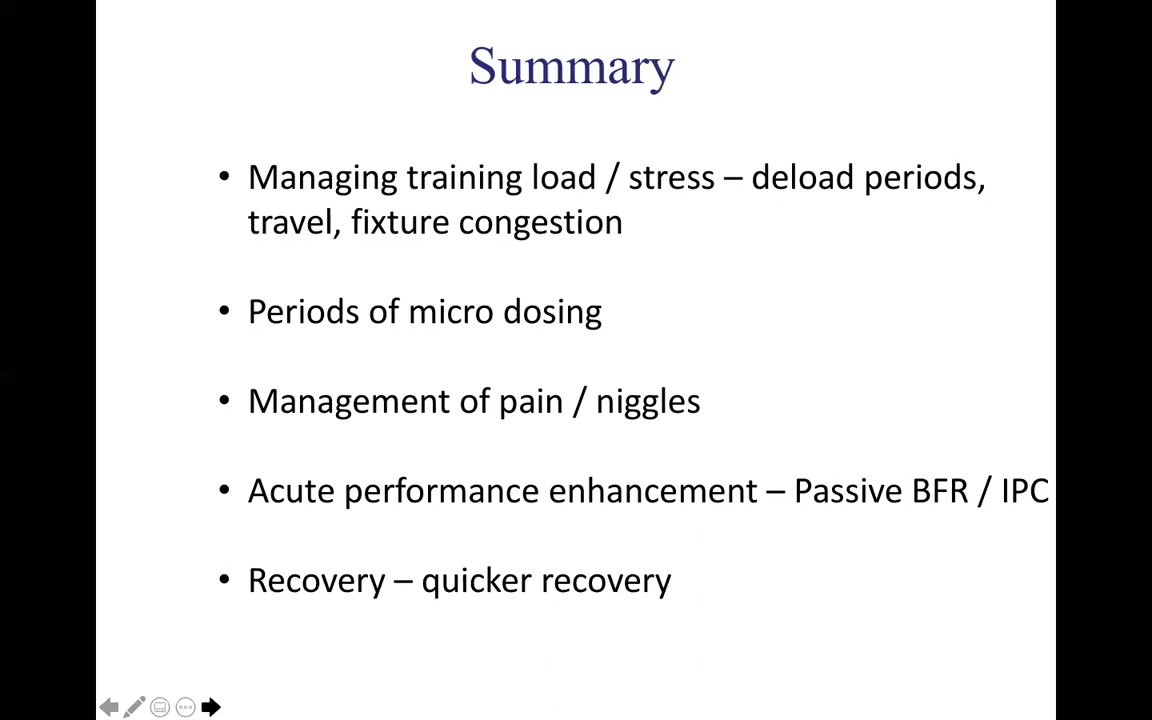 Summary
• Managing training load / stress – deload periods,
travel, fixture congestion
• Periods of micro dosing
• Management of pain / niggles
• Acute performance enhancement – Passive BFR / IPC
• Recovery – quicker recovery